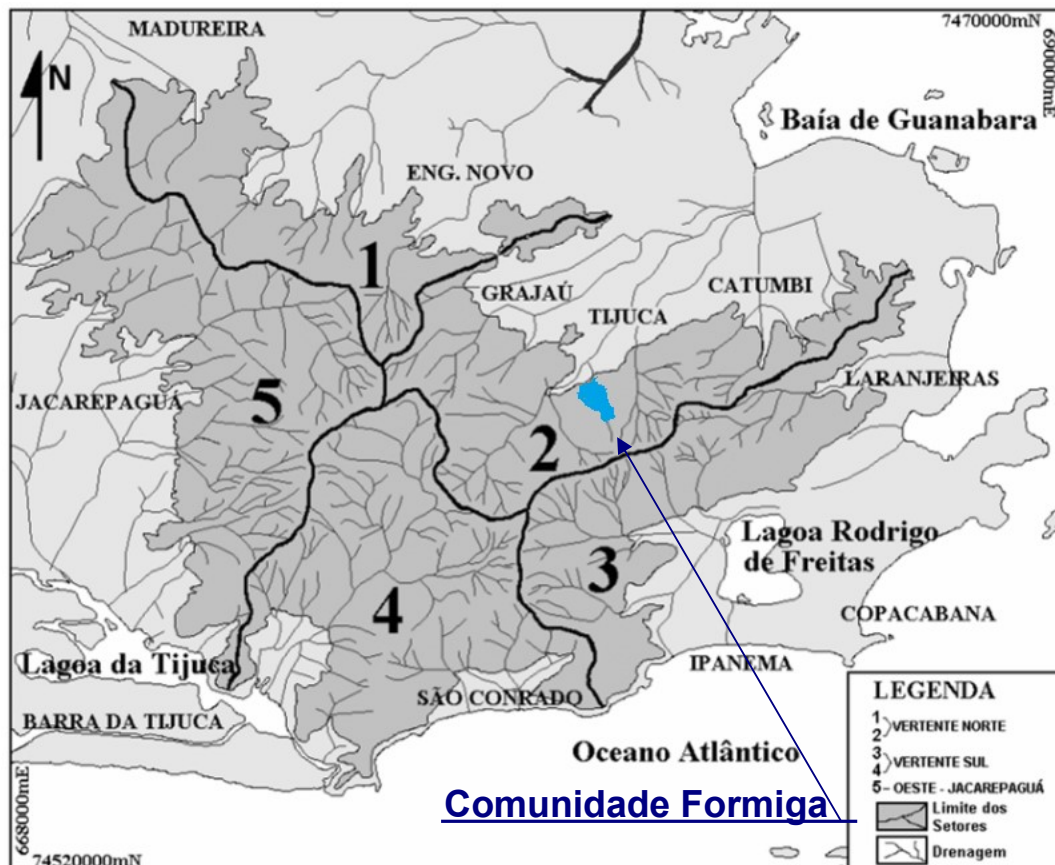 MADUREIRA
7470000mN
690000mE
N
Baía de Guanabara
ENG. NOVO
1
GRAJAÚ
CATUMBI
TIJUCA
LARANJEIRAS
JACAREPAGUÁ
5
2
Lagoa Rodrigo
de Freitas
3
4
COPACABANA
Lagoa da Tijuca
IPANEMA
SÃO CONRADO
BARRA DA TIJUCA
Oceano Atlântico
668000mE
74520000mN
Comunidade Formiga
LEGENDA
1
2 VERTENTE NORTE
3
4 VERTENTE SUL
5 - OESTE - JACAREPAGUÁ
Limite dos
Setores
Drenagem